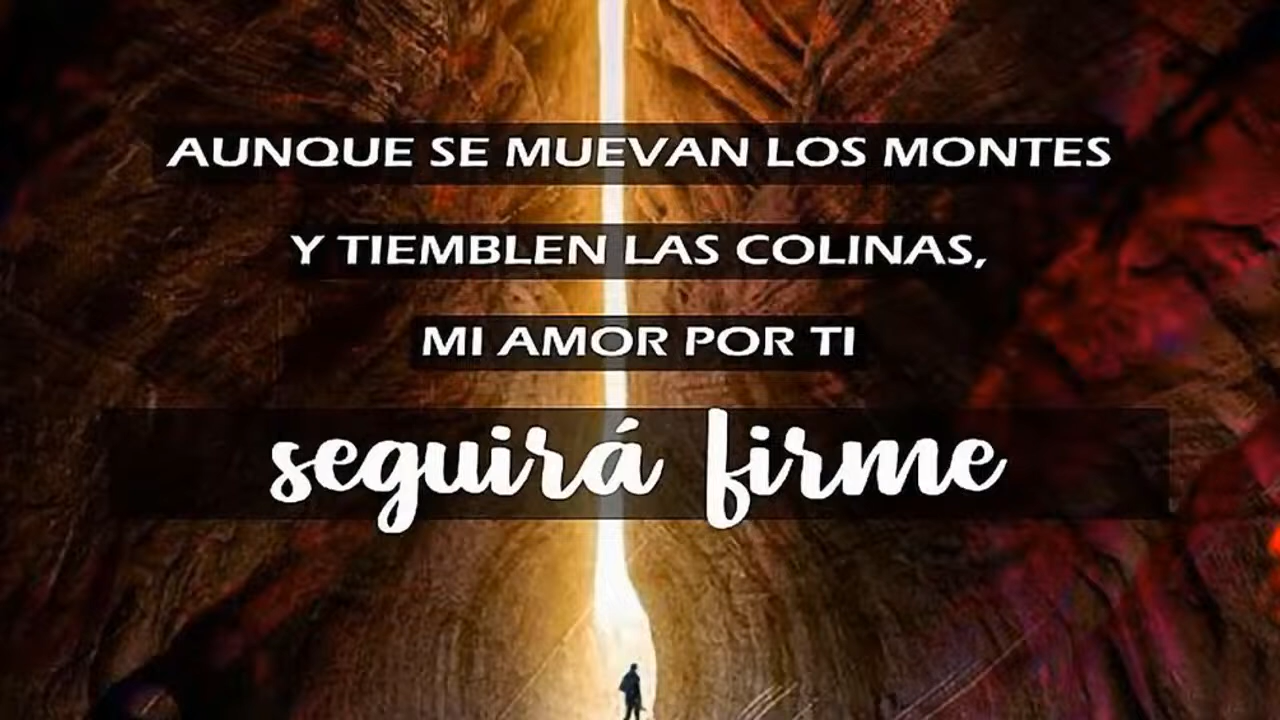 AUNQUE SE MUEVAN LOS MONTES
Y TIEMBLEN LAS COLINAS,
MI AMOR POR TI
seguirá firme